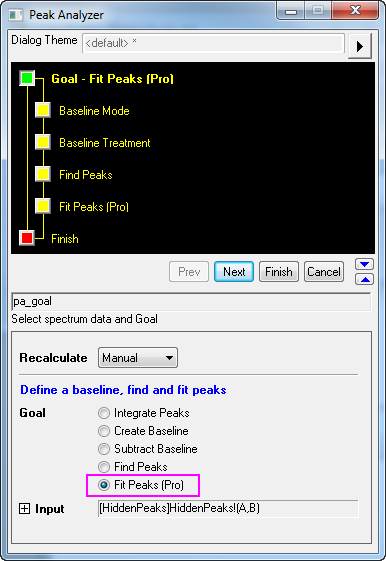 Peak Analyzer
Dialog Theme <default> *
Goal - Fit Peaks (Pro)
Baseline Mode
Baseline Treatment
Find Peaks
Fit Peaks (Pro)
Finish
Prev Next Finish Cancel
pa_goal
Select spectrum data and Goal
Recalculate Manual
Define a baseline, find and fit peaks
Goal Integrate Peaks
Create Baseline
Subtract Baseline
Find Peaks
Fit Peaks (Pro)
Input [HiddenPeaks]HiddenPeaks!(A,B)